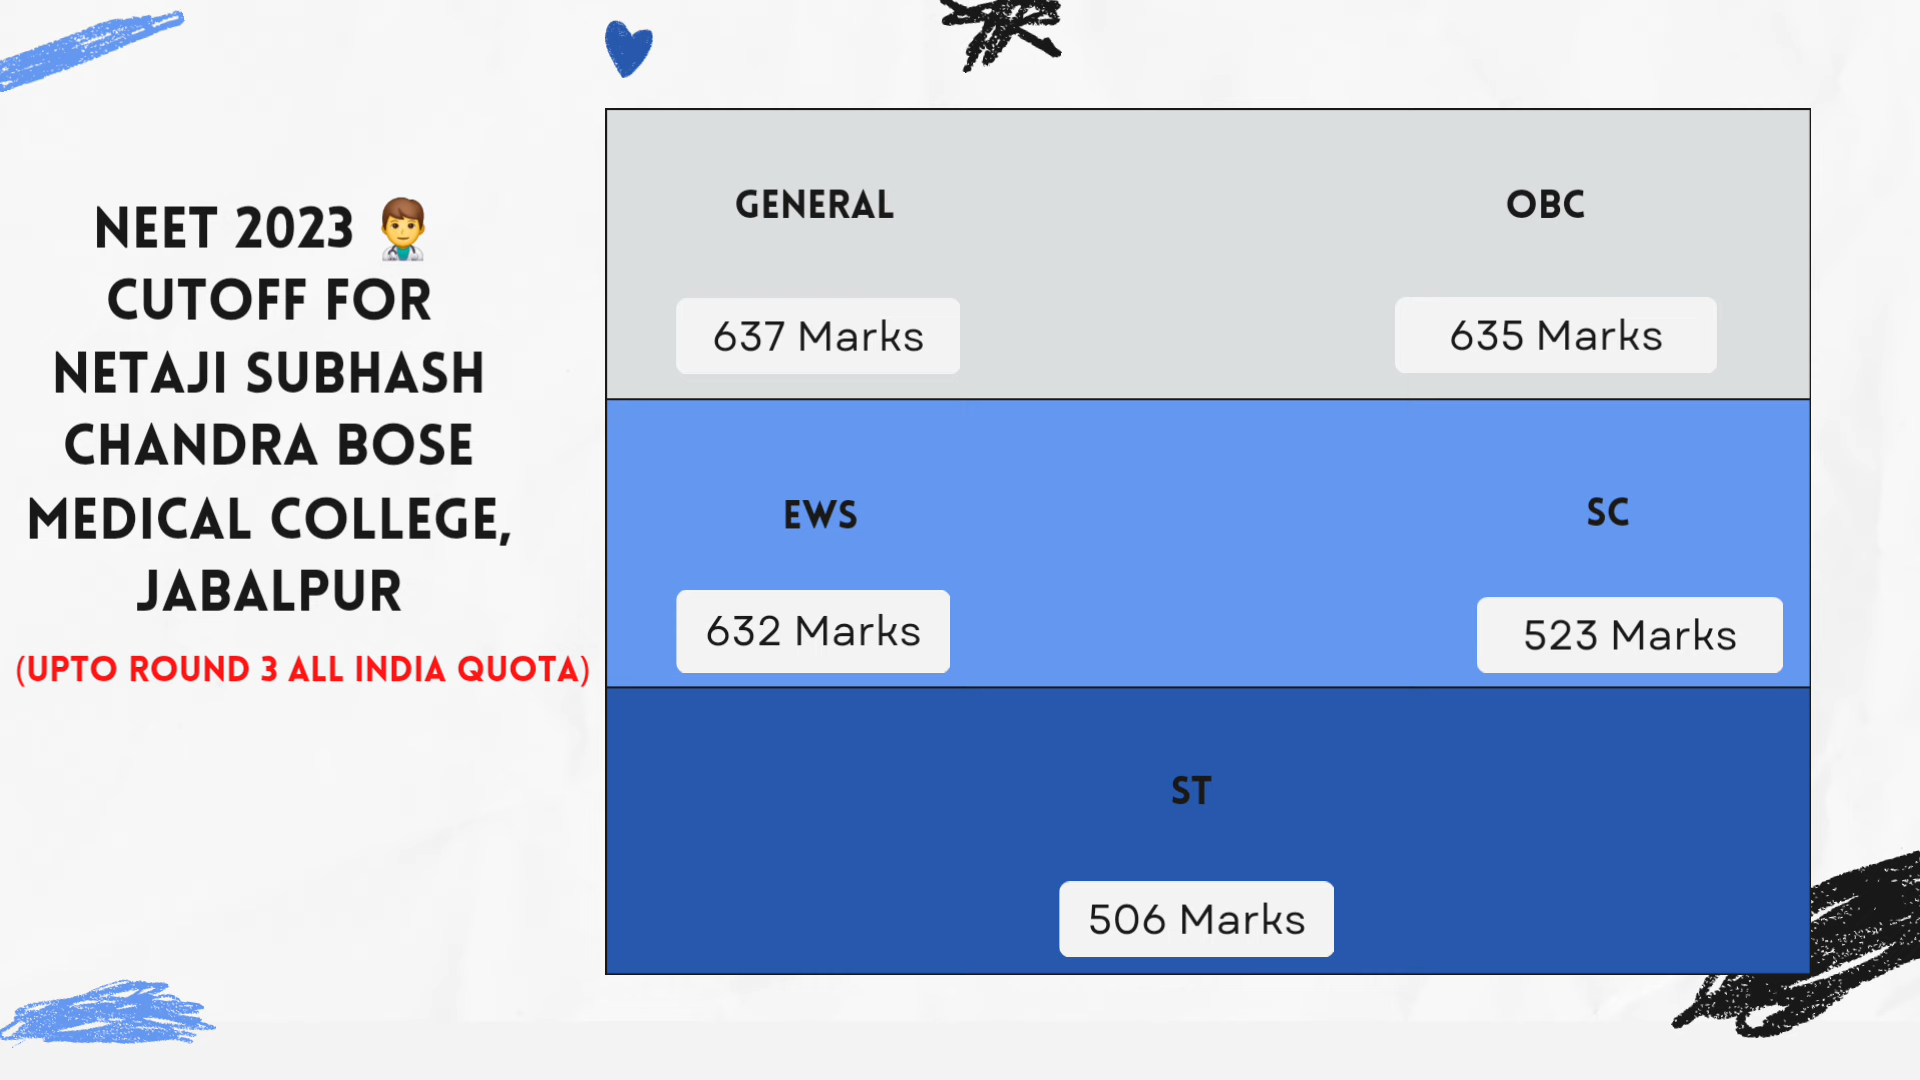 NEET 2023 👨‍⚕️
CUTOFF FOR
NETAJI SUBHASH
CHANDRA BOSE
MEDICAL COLLEGE,
JABALPUR
(UPTO ROUND 3 ALL INDIA QUOTA)
GENERAL
637 Marks
OBC
635 Marks
EWS
632 Marks
SC
523 Marks
ST
506 Marks